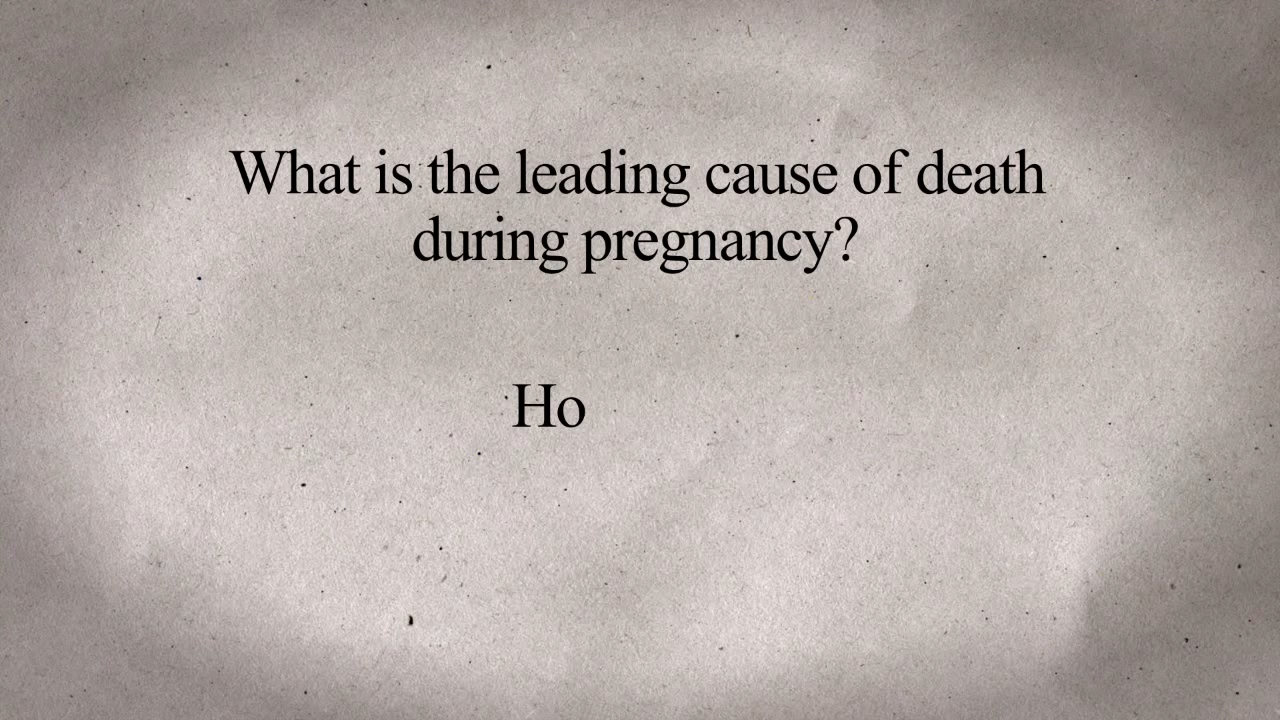 What is the leading cause of death
during pregnancy?
Ho